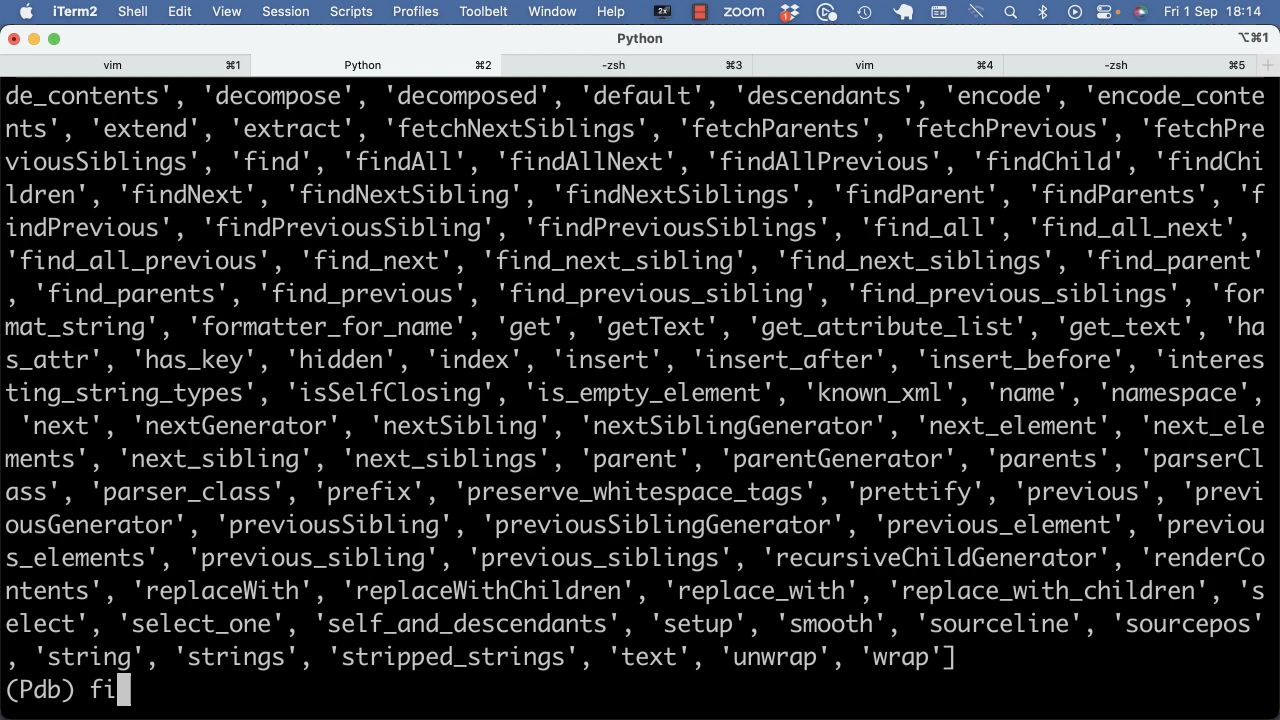 iTerm2 Shell Edit View Session Scripts Profiles Toolbelt Window Help 2x 1 zoom Fri 1 Sep 18:14
Python ⌥⌘1
vim ⌘1 Python ⌘2 -zsh ⌘3 vim ⌘4 -zsh ⌘5 +
de_contents', 'decompose', 'decomposed', 'default', 'descendants', 'encode', 'encode_conte
nts', 'extend', 'extract', 'fetchNextSiblings', 'fetchParents', 'fetchPrevious', 'fetchPre
viousSiblings', 'find', 'findAll', 'findAllNext', 'findAllPrevious', 'findChild', 'findChi
ldren', 'findNext', 'findNextSibling', 'findNextSiblings', 'findParent', 'findParents', 'f
indPrevious', 'findPreviousSibling', 'findPreviousSiblings', 'find_all', 'find_all_next',
'find_all_previous', 'find_next', 'find_next_sibling', 'find_next_siblings', 'find_parent'
, 'find_parents', 'find_previous', 'find_previous_sibling', 'find_previous_siblings', 'for
mat_string', 'formatter_for_name', 'get', 'getText', 'get_attribute_list', 'get_text', 'ha
s_attr', 'has_key', 'hidden', 'index', 'insert', 'insert_after', 'insert_before', 'interes
ting_string_types', 'isSelfClosing', 'is_empty_element', 'known_xml', 'name', 'namespace',
'next', 'nextGenerator', 'nextSibling', 'nextSiblingGenerator', 'next_element', 'next_ele
ments', 'next_sibling', 'next_siblings', 'parent', 'parentGenerator', 'parents', 'parserCl
ass', 'parser_class', 'prefix', 'preserve_whitespace_tags', 'prettify', 'previous', 'previ
ousGenerator', 'previousSibling', 'previousSiblingGenerator', 'previous_element', 'previou
s_elements', 'previous_sibling', 'previous_siblings', 'recursiveChildGenerator', 'renderCo
ntents', 'replaceWith', 'replaceWithChildren', 'replace_with', 'replace_with_children', 's
elect', 'select_one', 'self_and_descendants', 'setup', 'smooth', 'sourceline', 'sourcepos'
, 'string', 'strings', 'stripped_strings', 'text', 'unwrap', 'wrap']
(Pdb) fi